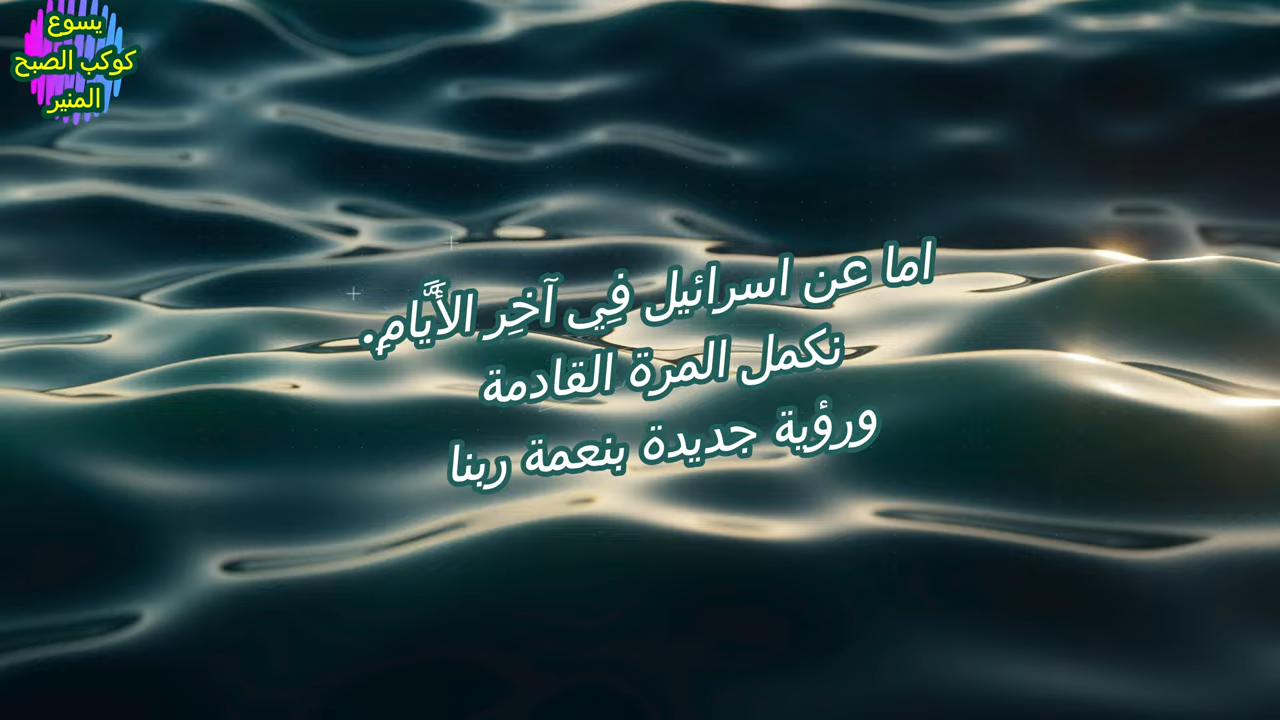 يسوع
كوكب الصبح
المنير
اما عن اسرائيل فِي آخِر الأَيَّامِ.
نكمل المرة القادمة
ورؤية جديدة بنعمة ربنا